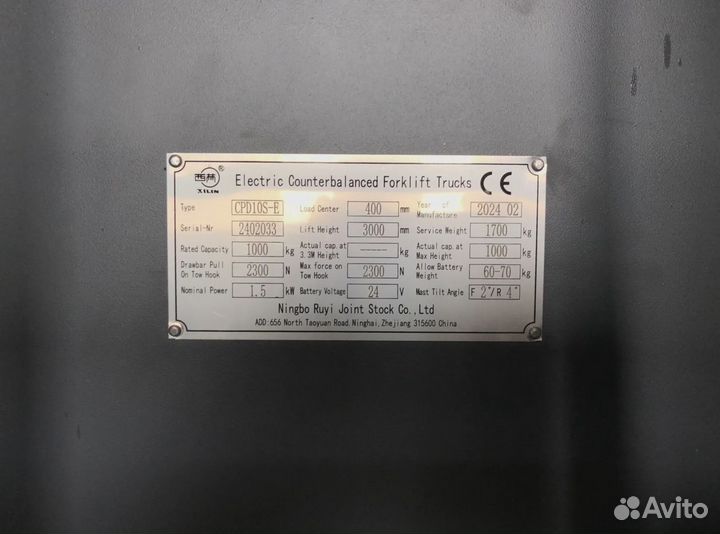 西林 ®
XILIN
Electric Counterbalanced Forklift Trucks CE
Type CPD10S-E Load Center 400 mm Year of Manufacture 2024 02
Serial-Nr 2402033 Lift Height 3000 mm Service Weight 1700 kg
Rated Capacity 1000 kg Actual cap. at 3.3M Height ----- kg Actual cap. at Max Height 1000 kg
Drawbar Pull On Tow Hook 2300 N Max force on Tow Hook 2300 N Allow Battery Weight 60-70 kg
Nominal Power 1.5 kW Battery Voltage 24 V Mast Tilt Angle F 2°/R 4°
Ningbo Ruyi Joint Stock Co.,Ltd
ADD:656 North Taoyuan Road, Ninghai, Zhejiang 315600 China
Avito